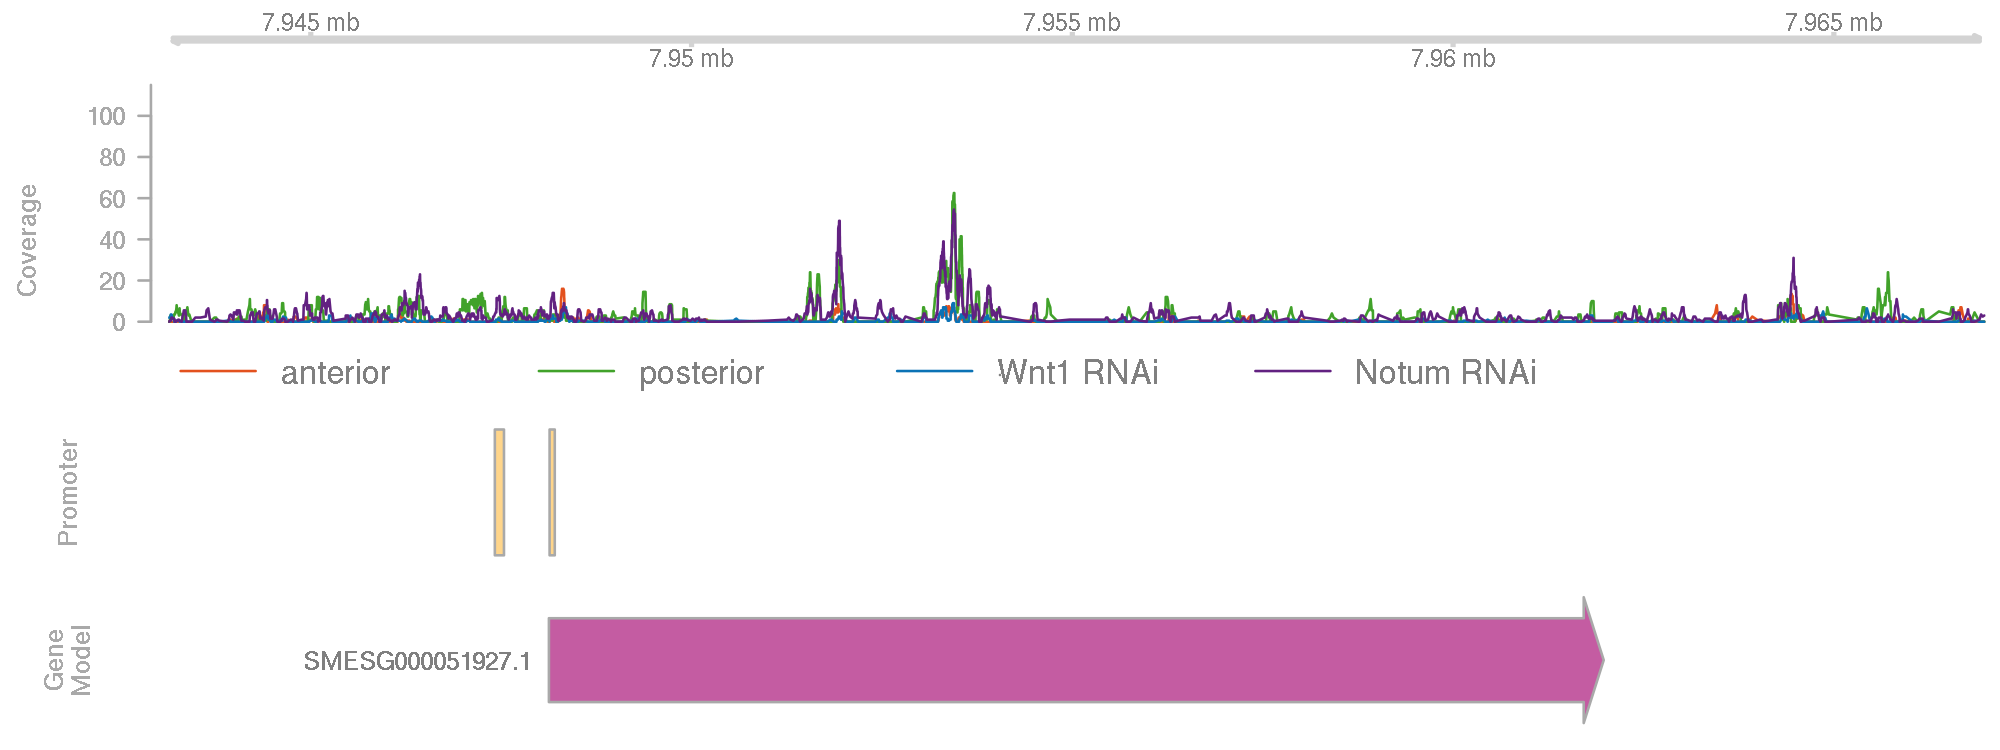 7.945 mb 7.955 mb 7.965 mb
7.95 mb 7.96 mb
Coverage
100
80
60
40
20
0
anterior posterior Wnt1 RNAi Notum RNAi
Promoter
Gene
Model
SMESG000051927.1